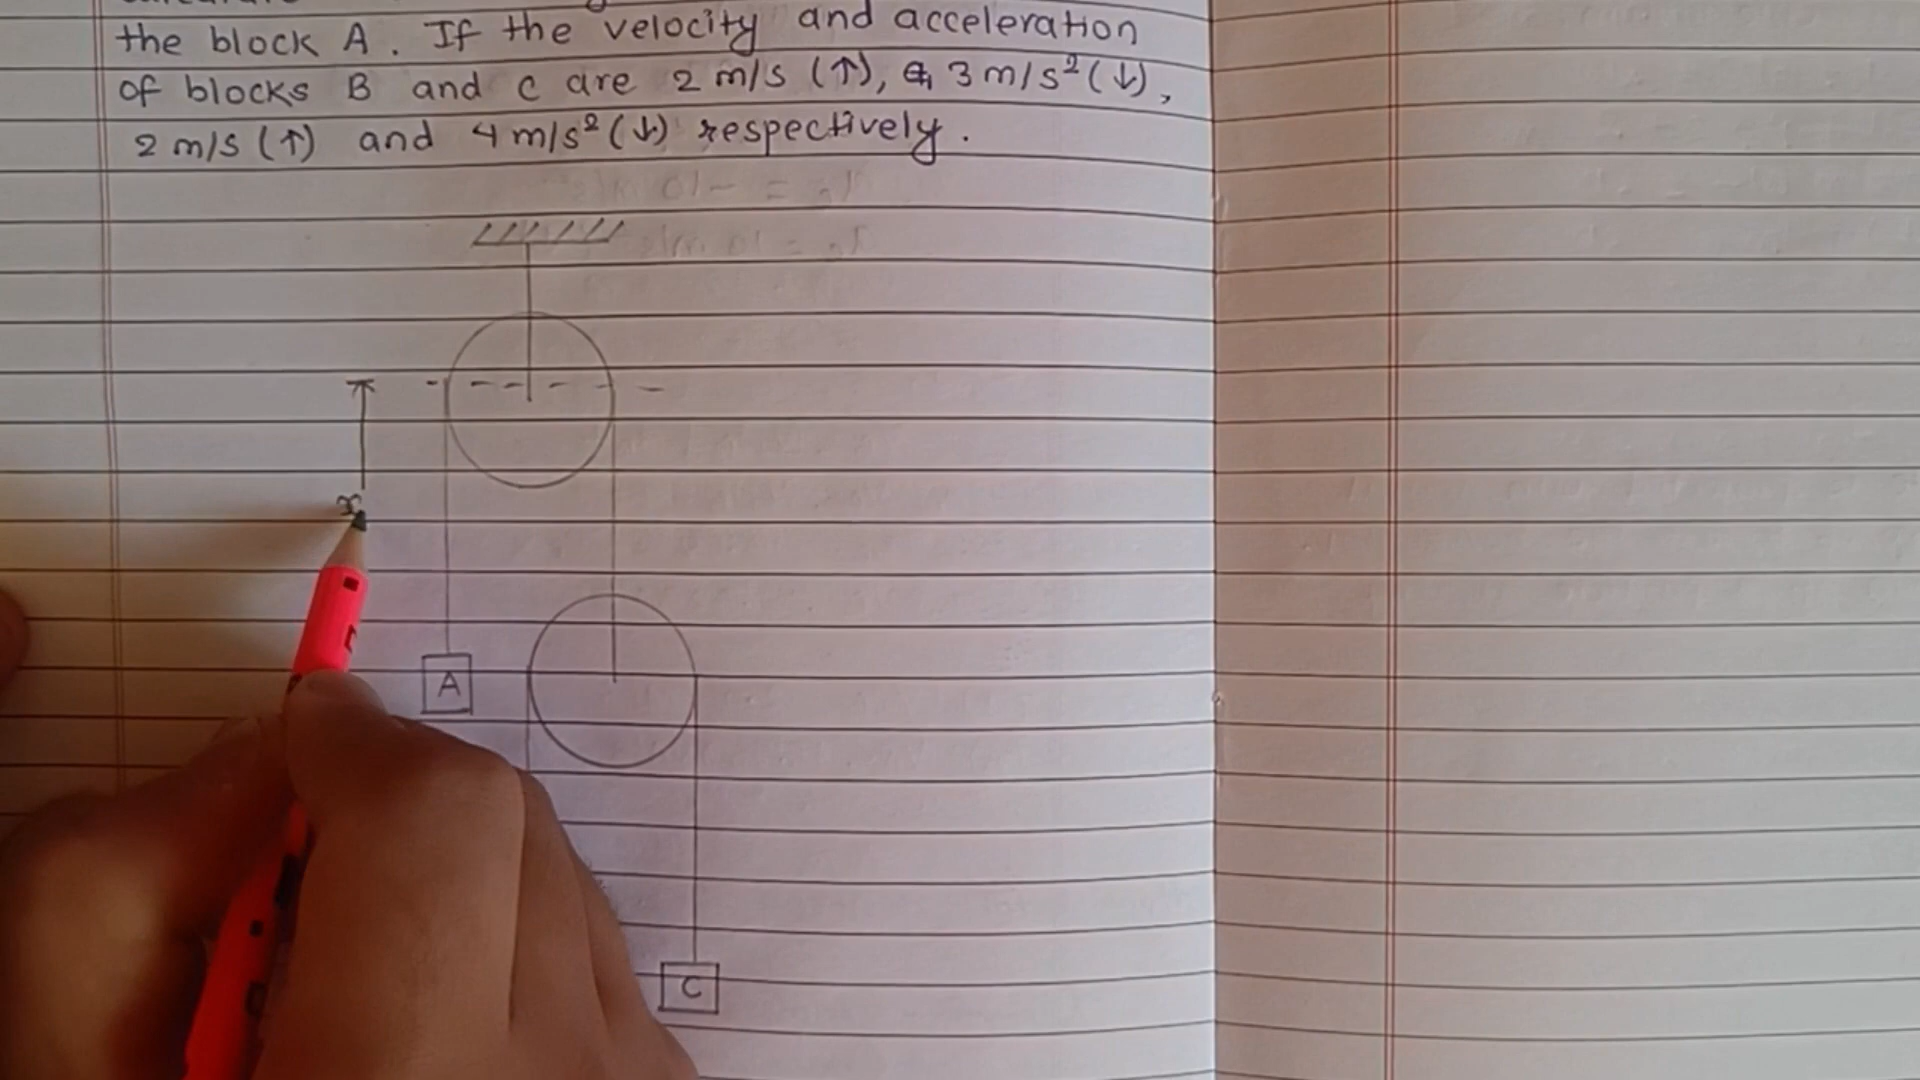 the block A. If the velocity and acceleration
of blocks B and C are 2 m/s (↑), 3 m/s² (↓),
2 m/s (↑) and 4 m/s² (↓) respectively.
x
A
C